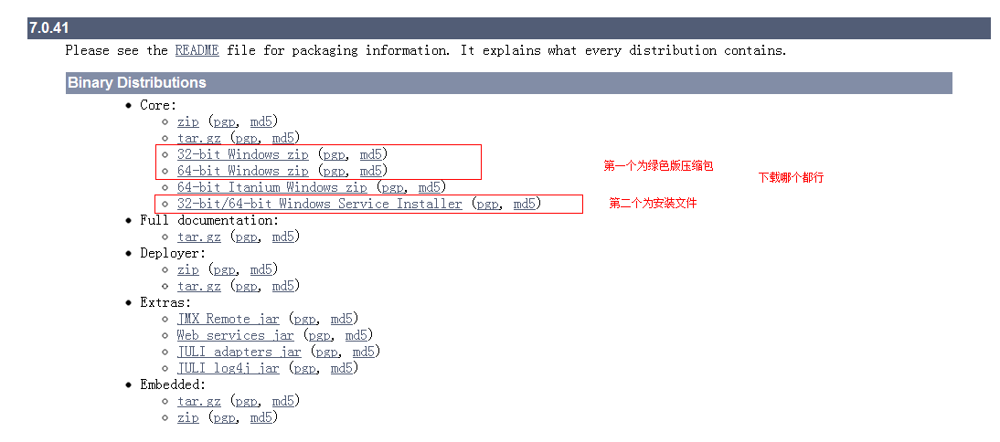 7.0.41
Please see the README file for packaging information. It explains what every distribution contains.
Binary Distributions
Core:
zip (pgp, md5)
tar.gz (pgp, md5)
32-bit Windows zip (pgp, md5)
64-bit Windows zip (pgp, md5)
第一个为绿色版压缩包
下载哪个都行
64-bit Itanium Windows zip (pgp, md5)
32-bit/64-bit Windows Service Installer (pgp, md5)
第二个为安装文件
Full documentation:
tar.gz (pgp, md5)
Deployer:
zip (pgp, md5)
tar.gz (pgp, md5)
Extras:
JMX Remote jar (pgp, md5)
Web services jar (pgp, md5)
JULI adapters jar (pgp, md5)
JULI log4j jar (pgp, md5)
Embedded:
tar.gz (pgp, md5)
zip (pgp, md5)